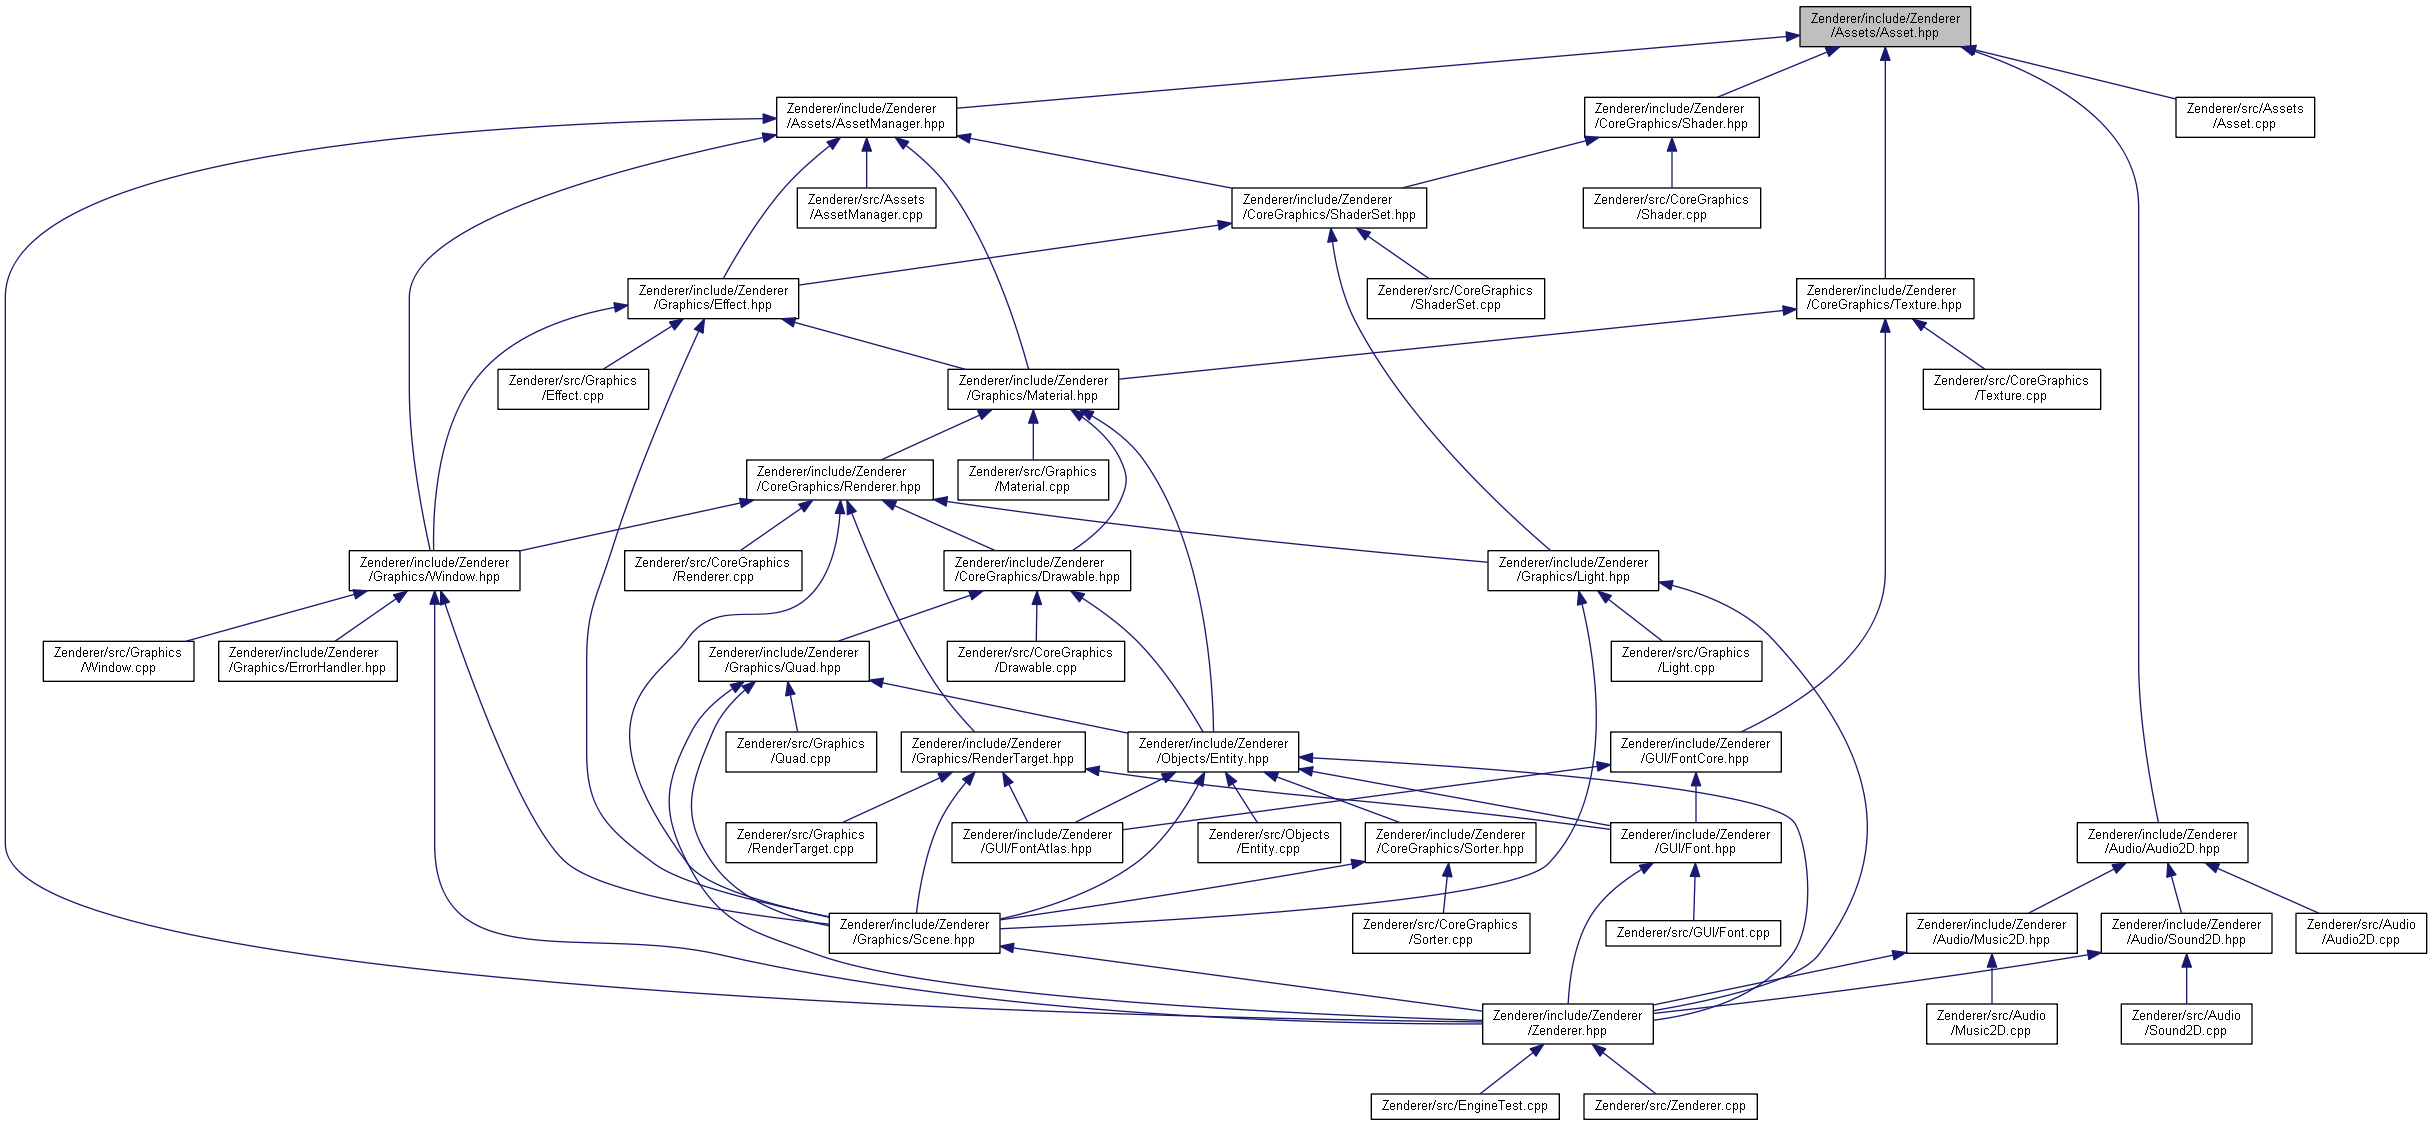 Zenderer/include/Zenderer
/Assets/Asset.hpp
Zenderer/include/Zenderer
/Assets/AssetManager.hpp
Zenderer/include/Zenderer
/CoreGraphics/Shader.hpp
Zenderer/src/Assets
/Asset.cpp
Zenderer/src/Assets
/AssetManager.cpp
Zenderer/include/Zenderer
/CoreGraphics/ShaderSet.hpp
Zenderer/src/CoreGraphics
/Shader.cpp
Zenderer/include/Zenderer
/Graphics/Effect.hpp
Zenderer/src/CoreGraphics
/ShaderSet.cpp
Zenderer/include/Zenderer
/CoreGraphics/Texture.hpp
Zenderer/src/Graphics
/Effect.cpp
Zenderer/include/Zenderer
/Graphics/Material.hpp
Zenderer/src/CoreGraphics
/Texture.cpp
Zenderer/include/Zenderer
/CoreGraphics/Renderer.hpp
Zenderer/src/Graphics
/Material.cpp
Zenderer/include/Zenderer
/Graphics/Window.hpp
Zenderer/src/CoreGraphics
/Renderer.cpp
Zenderer/include/Zenderer
/CoreGraphics/Drawable.hpp
Zenderer/include/Zenderer
/Graphics/Light.hpp
Zenderer/src/Graphics
/Window.cpp
Zenderer/include/Zenderer
/Graphics/ErrorHandler.hpp
Zenderer/include/Zenderer
/Graphics/Quad.hpp
Zenderer/src/CoreGraphics
/Drawable.cpp
Zenderer/src/Graphics
/Light.cpp
Zenderer/src/Graphics
/Quad.cpp
Zenderer/include/Zenderer
/Graphics/RenderTarget.hpp
Zenderer/include/Zenderer
/Objects/Entity.hpp
Zenderer/include/Zenderer
/GUI/FontCore.hpp
Zenderer/src/Graphics
/RenderTarget.cpp
Zenderer/include/Zenderer
/GUI/FontAtlas.hpp
Zenderer/src/Objects
/Entity.cpp
Zenderer/include/Zenderer
/CoreGraphics/Sorter.hpp
Zenderer/include/Zenderer
/GUI/Font.hpp
Zenderer/include/Zenderer
/Audio/Audio2D.hpp
Zenderer/include/Zenderer
/Graphics/Scene.hpp
Zenderer/src/CoreGraphics
/Sorter.cpp
Zenderer/src/GUI/Font.cpp
Zenderer/include/Zenderer
/Audio/Music2D.hpp
Zenderer/include/Zenderer
/Audio/Sound2D.hpp
Zenderer/src/Audio
/Audio2D.cpp
Zenderer/include/Zenderer
/Zenderer.hpp
Zenderer/src/Audio
/Music2D.cpp
Zenderer/src/Audio
/Sound2D.cpp
Zenderer/src/EngineTest.cpp
Zenderer/src/Zenderer.cpp